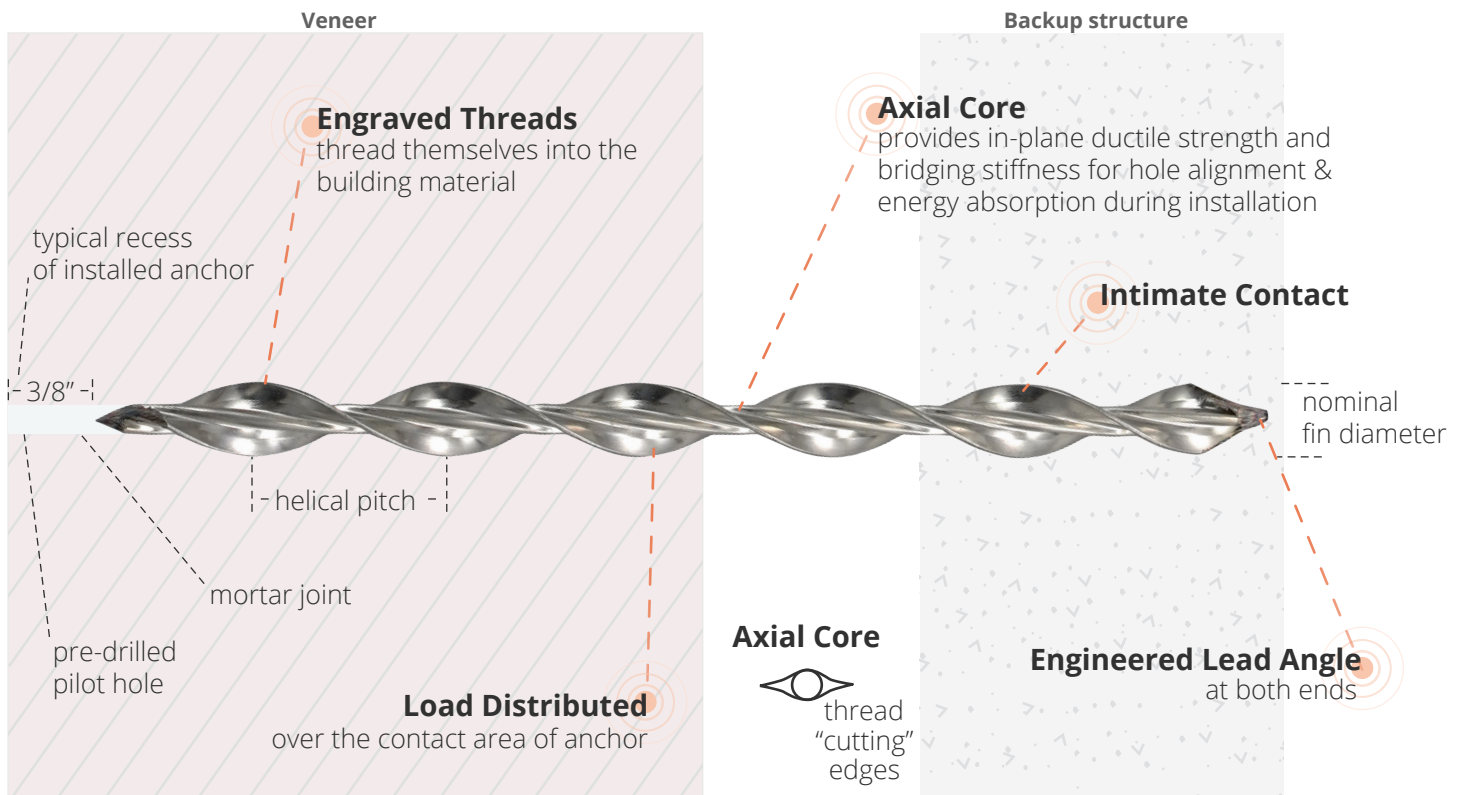 Veneer
Backup structure
Engraved Threads
thread themselves into the
building material
Axial Core
provides in-plane ductile strength and
bridging stiffness for hole alignment &
energy absorption during installation
typical recess
of installed anchor
Intimate Contact
3/8”
nominal
fin diameter
helical pitch
mortar joint
pre-drilled
pilot hole
Load Distributed
over the contact area of anchor
Axial Core
thread
“cutting”
edges
Engineered Lead Angle
at both ends